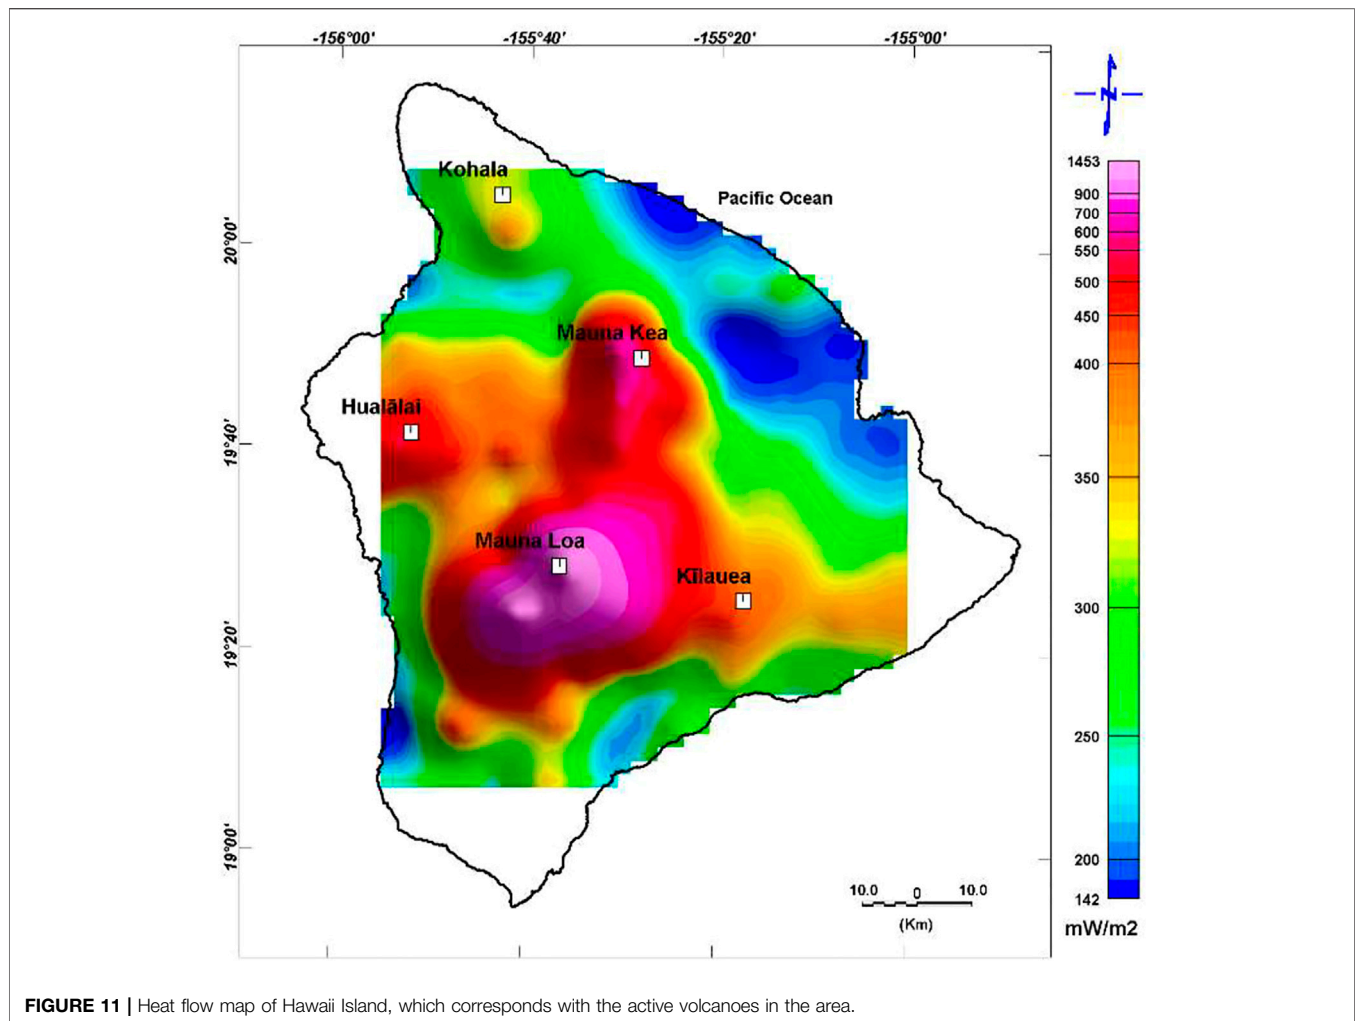 -156°00'
-155°40'
-155°20'
-155°00'
N
Kohala
Pacific Ocean
20°00'
Mauna Kea
Hualālai
19°40'
Mauna Loa
Kīlauea
19°20'
19°00'
1453
900
700
600
550
500
450
400
350
300
250
200
142
mW/m2
10.0 0 10.0
(Km)
FIGURE 11 | Heat flow map of Hawaii Island, which corresponds with the active volcanoes in the area.